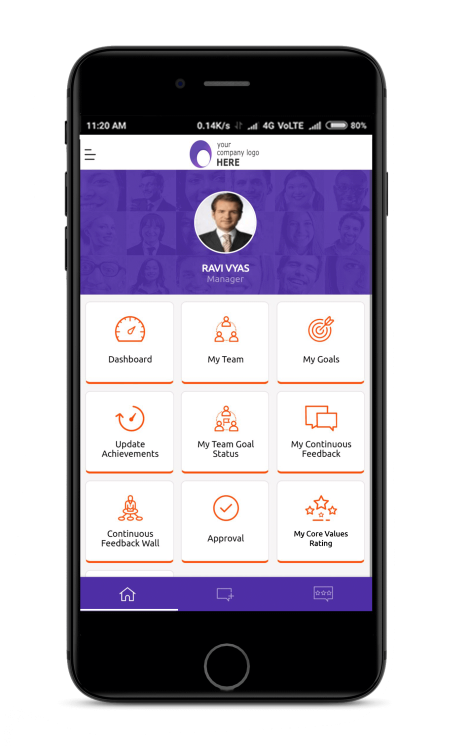 11:20 AM 0.14K/s 4G VoLTE 80%
your
company logo
HERE
RAVI VYAS
Manager
Dashboard My Team My Goals
Update My Team Goal My Continuous
Achievements Status Feedback
Continuous Approval My Core Values
Feedback Wall Rating